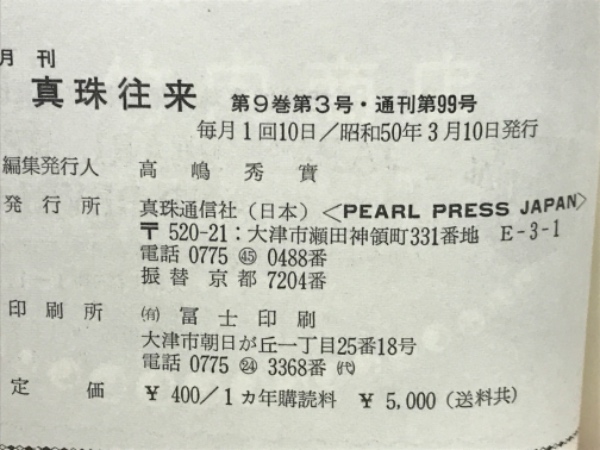 月刊
真珠往来 第9巻第3号・通刊第99号
毎月1回10日/昭和50年3月10日発行
編集発行人 高嶋秀實
発行所 真珠通信社(日本)<PEARL PRESS JAPAN>
〒520-21:大津市瀬田神領町331番地 E-3-1
電話 0775 ㊺ 0488番
振替 京都 7204番
印刷所 ㈲ 冨士印刷
大津市朝日が丘一丁目25番18号
電話 0775 ㉔ 3368番 ㈹
定価 ¥400/1ヵ年購読料 ¥5,000(送料共)